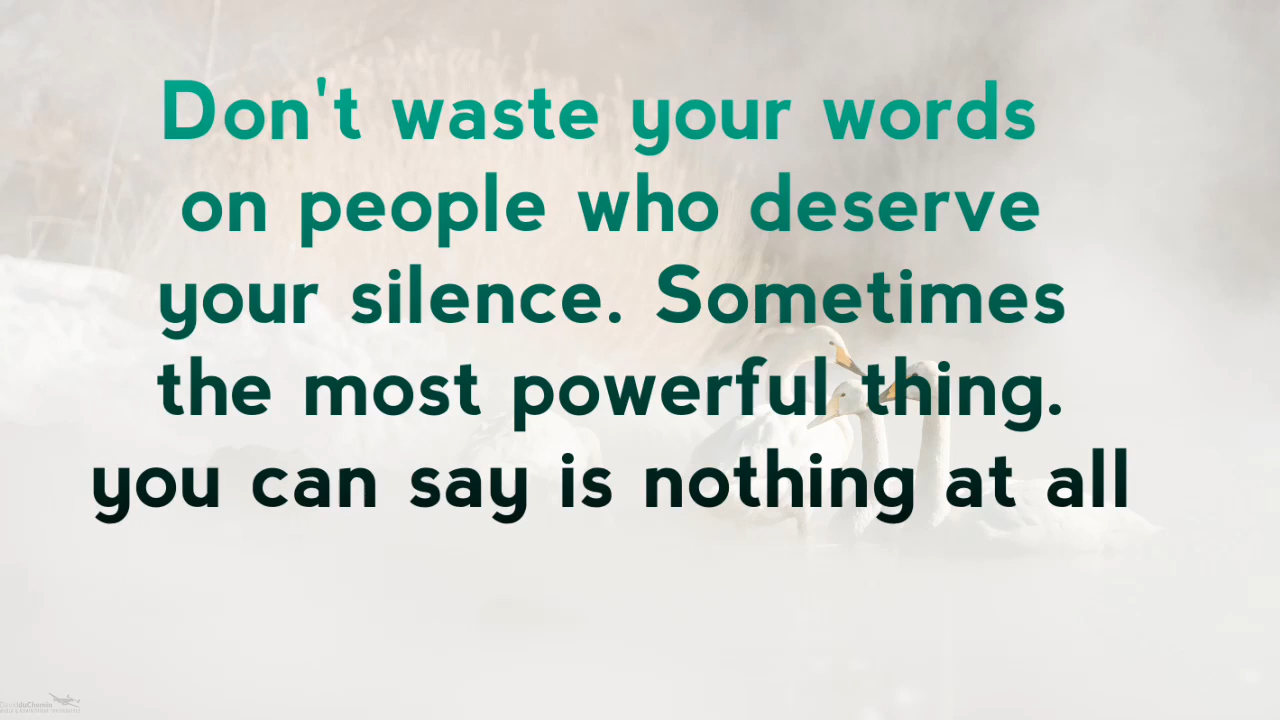 Don't waste your words
on people who deserve
your silence. Sometimes
the most powerful thing.
you can say is nothing at all
DavidduChemin